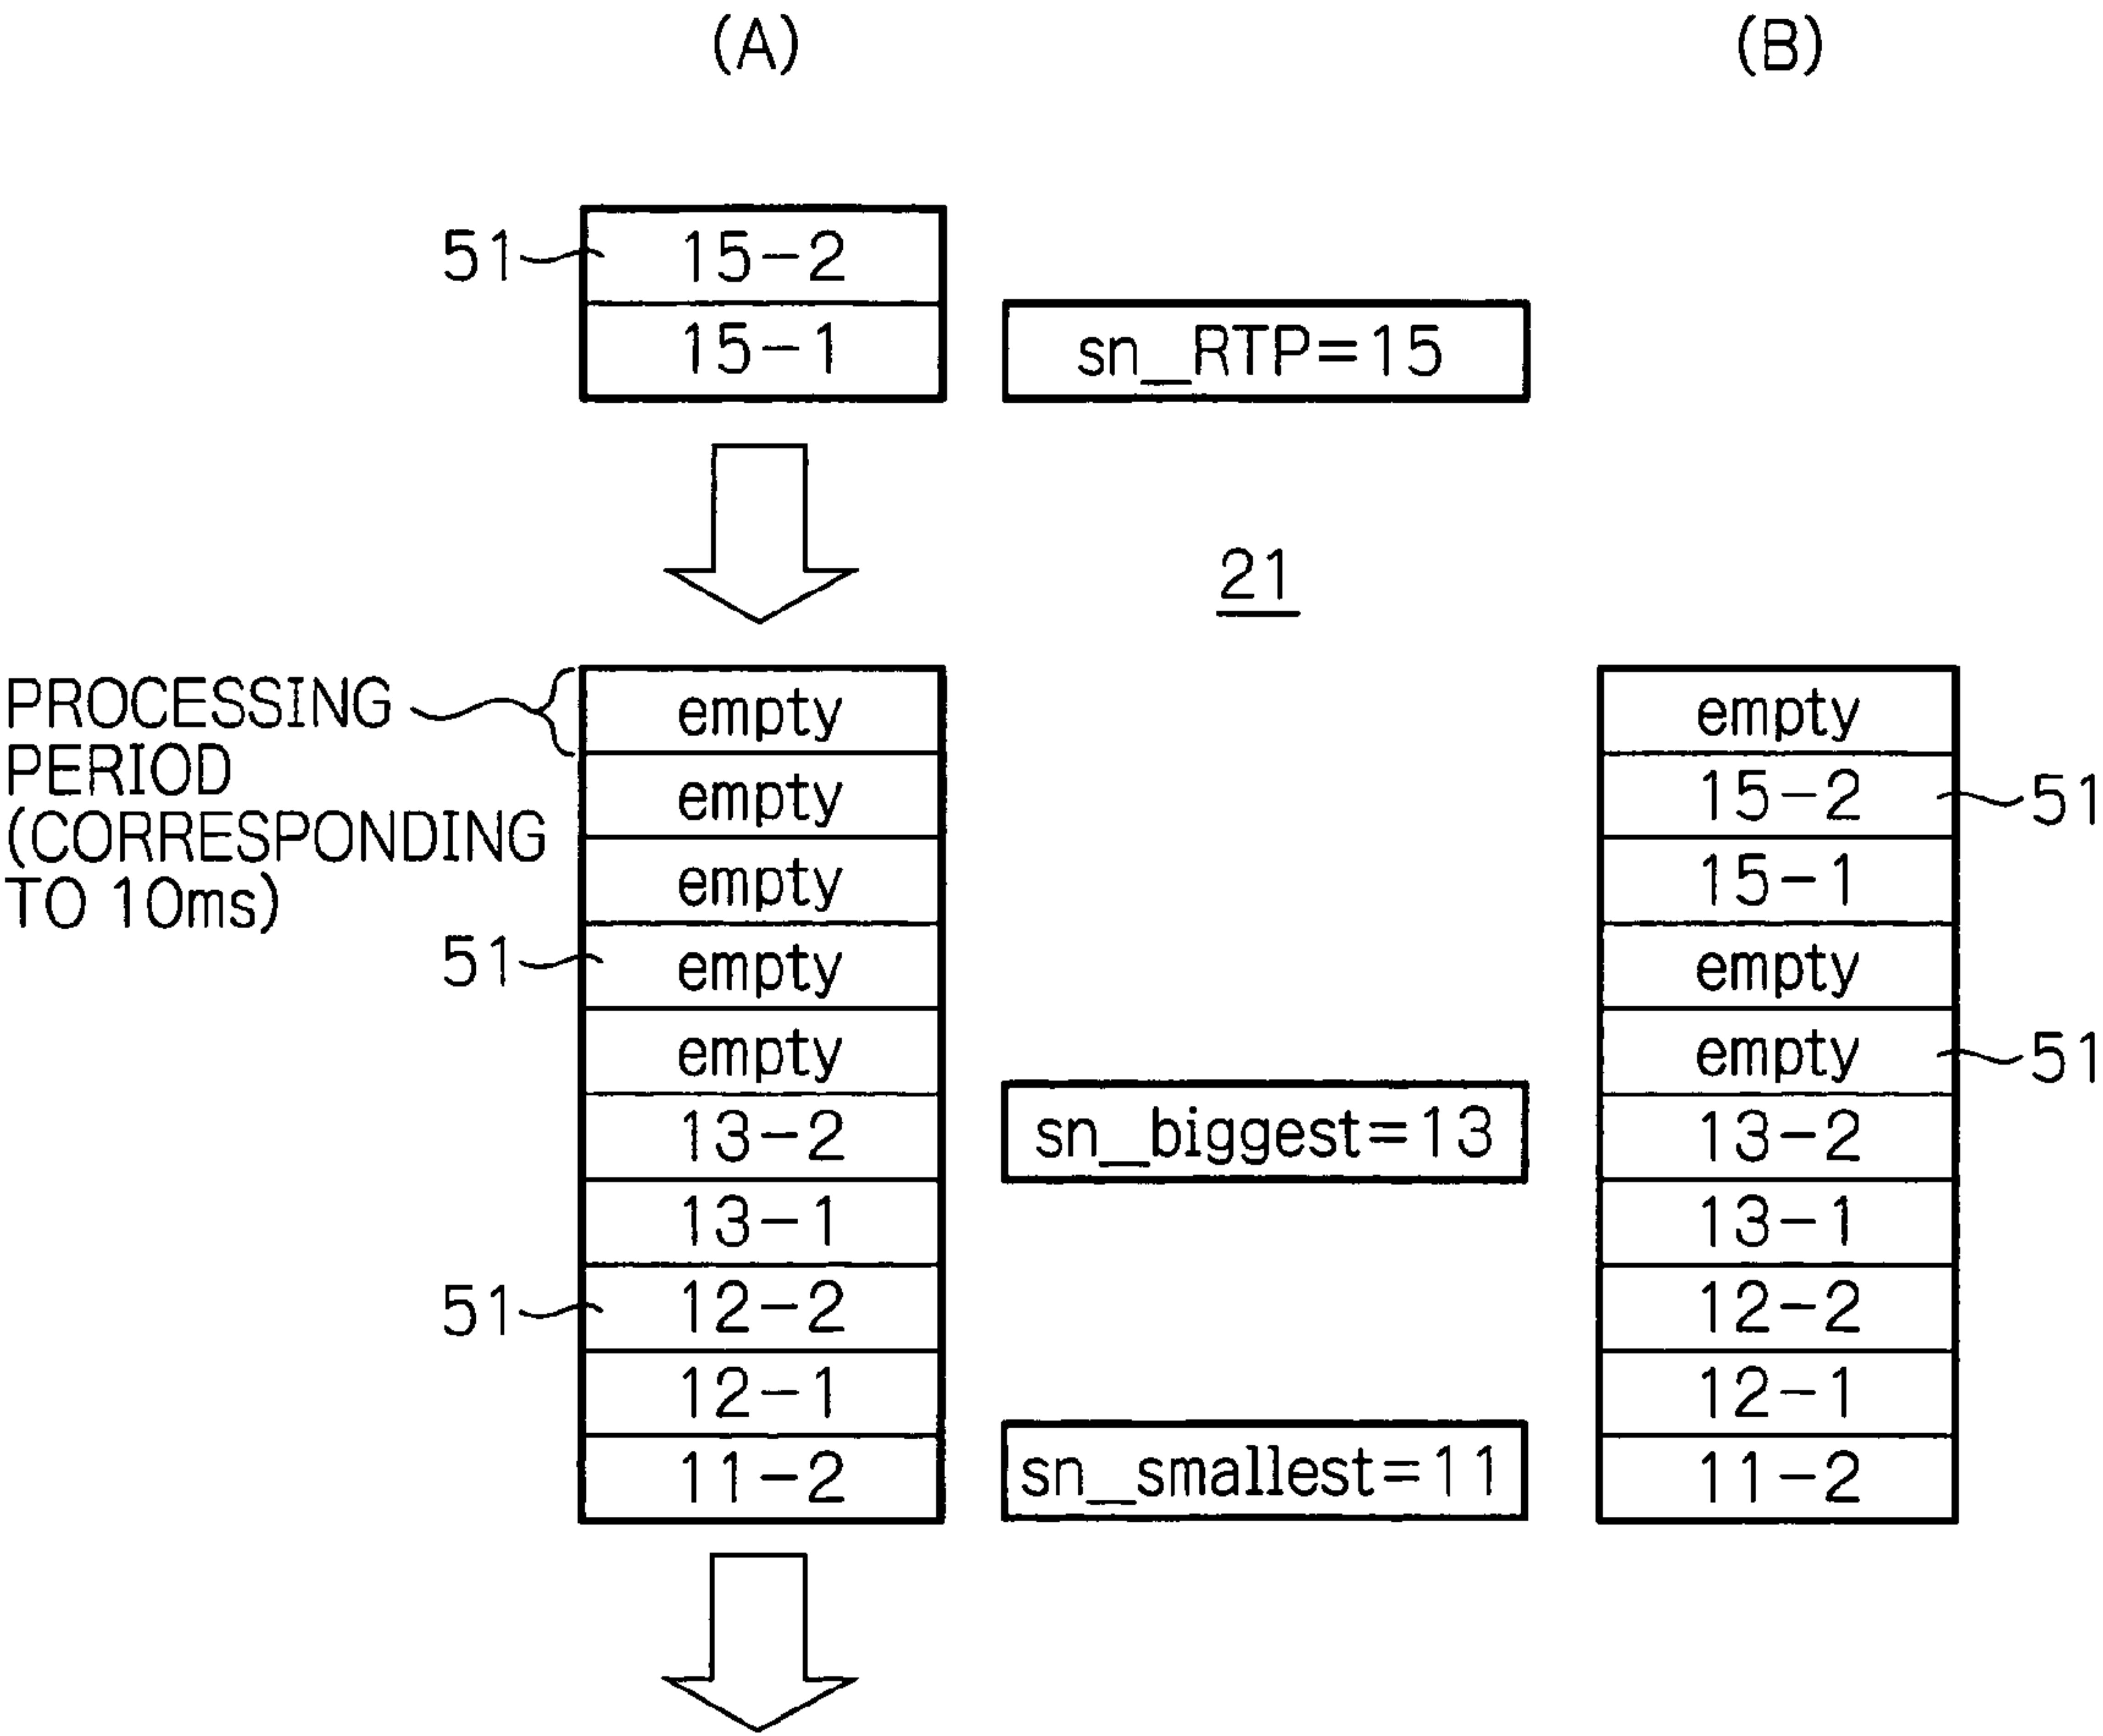 (A)
(B)
51
15-2
15-1
sn_RTP=15
21
PROCESSING
PERIOD
(CORRESPONDING
TO 10ms)
empty
empty
empty
51
empty
empty
13-2
sn_biggest=13
13-1
51
12-2
12-1
11-2
sn_smallest=11
empty
15-2
51
15-1
empty
empty
51
13-2
13-1
12-2
12-1
11-2